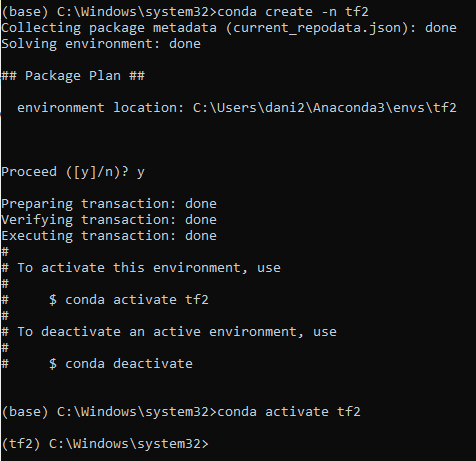 (base) C:\Windows\system32>conda create -n tf2
Collecting package metadata (current_repodata.json): done
Solving environment: done
## Package Plan ##
environment location: C:\Users\dani2\Anaconda3\envs\tf2
Proceed ([y]/n)? y
Preparing transaction: done
Verifying transaction: done
Executing transaction: done
#
# To activate this environment, use
#
#     $ conda activate tf2
#
# To deactivate an active environment, use
#
#     $ conda deactivate
(base) C:\Windows\system32>conda activate tf2
(tf2) C:\Windows\system32>